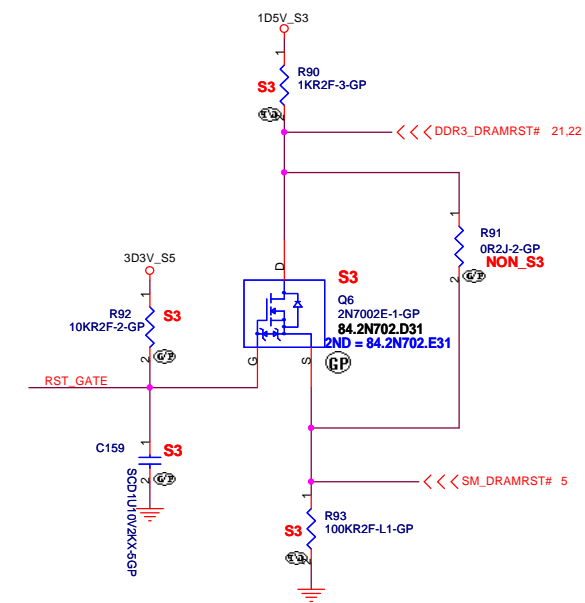 1D5V_S3
1
R90
1KR2F-3-GP
S3
2
G/P
DDR3_DRAMRST# 21,22
1
R91
0R2J-2-GP
NON_S3
2
G/P
3D3V_S5
1
R92
10KR2F-2-GP
S3
2
G/P
D
S3
Q6
2N7002E-1-GP
84.2N702.D31
2ND = 84.2N702.E31
G
S
GP
RST_GATE
1
C159
S3
2
G/P
SCD1U10V2KX-5GP
SM_DRAMRST# 5
1
R93
100KR2F-L1-GP
S3
2
G/P